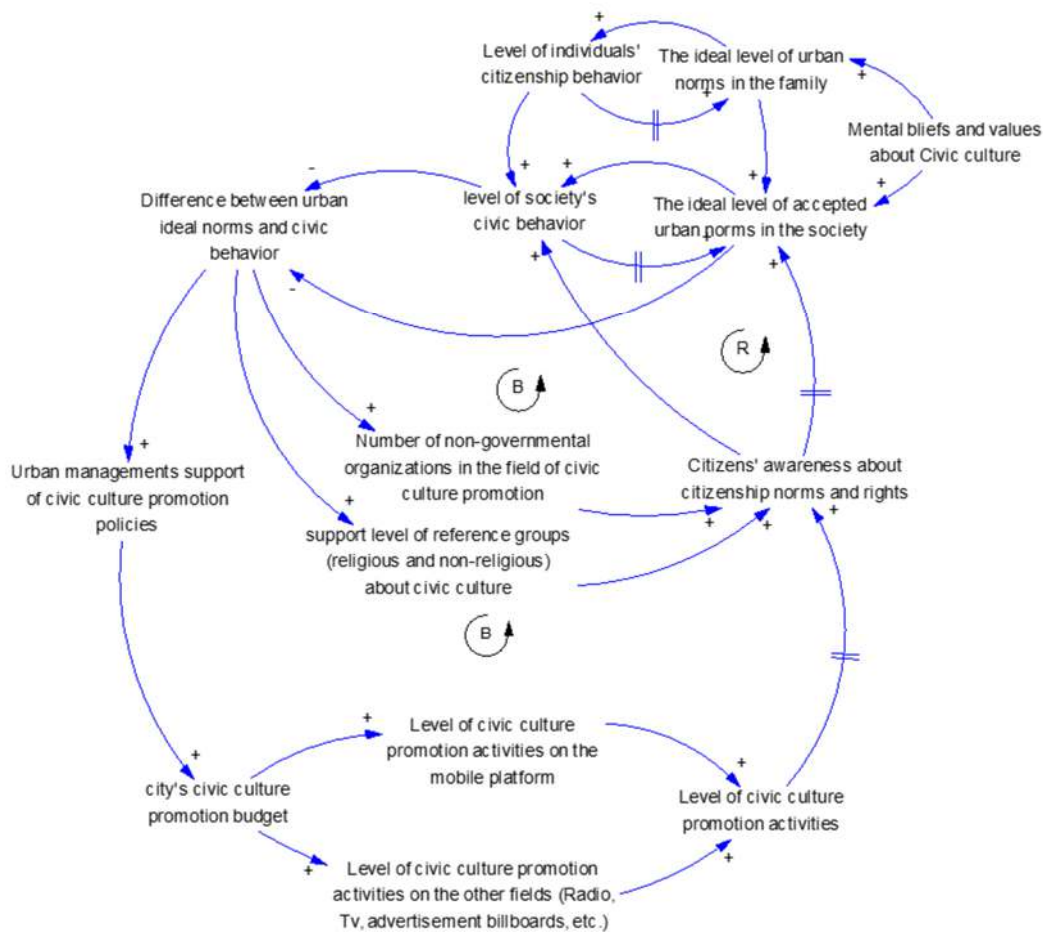 Level of individuals'
citizenship behavior
The ideal level of urban
norms in the family
Mental bliefs and values
about Civic culture
Difference between urban
ideal norms and civic
behavior
level of society's
civic behavior
The ideal level of accepted
urban norms in the society
R
B
Number of non-governmental
organizations in the field of civic
culture promotion
Urban managements support
of civic culture promotion
policies
Citizens' awareness about
citizenship norms and rights
support level of reference groups
(religious and non-religious)
about civic culture
B
Level of civic culture
promotion activities on the
mobile platform
city's civic culture
promotion budget
Level of civic culture
promotion activities
Level of civic culture promotion
activities on the other fields (Radio,
Tv, advertisement billboards, etc.)